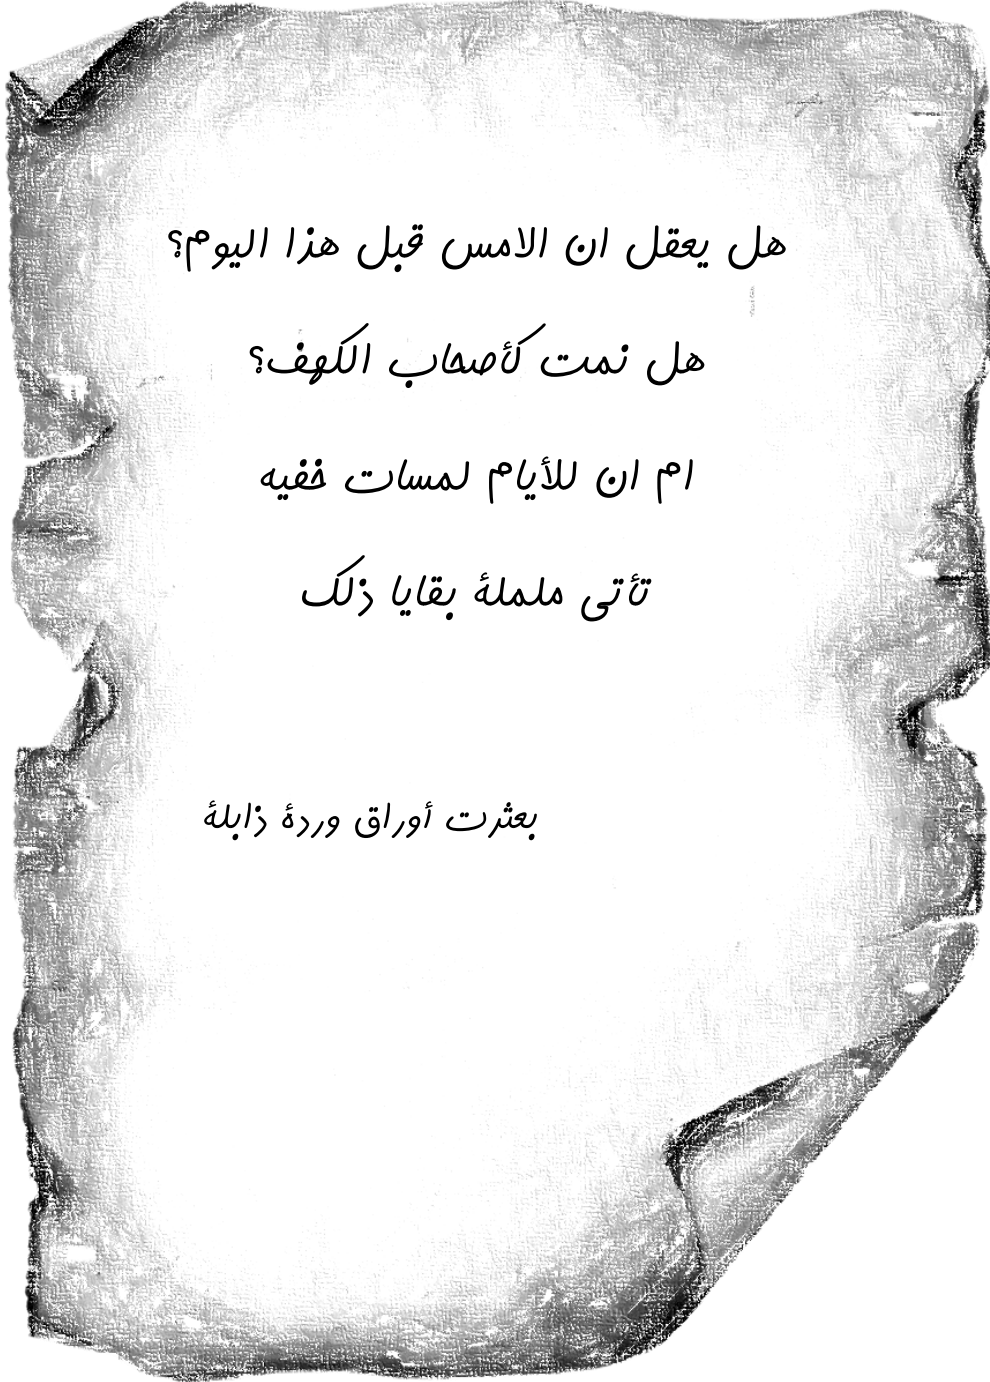 هل يعقل ان الامس قبل هذا اليوم؟
هل نمت كأصحاب الكهف؟
ام ان للأيام لمسات خفيه
تأتى ململة بقايا ذلك
بعثرت أوراق وردة ذابلة